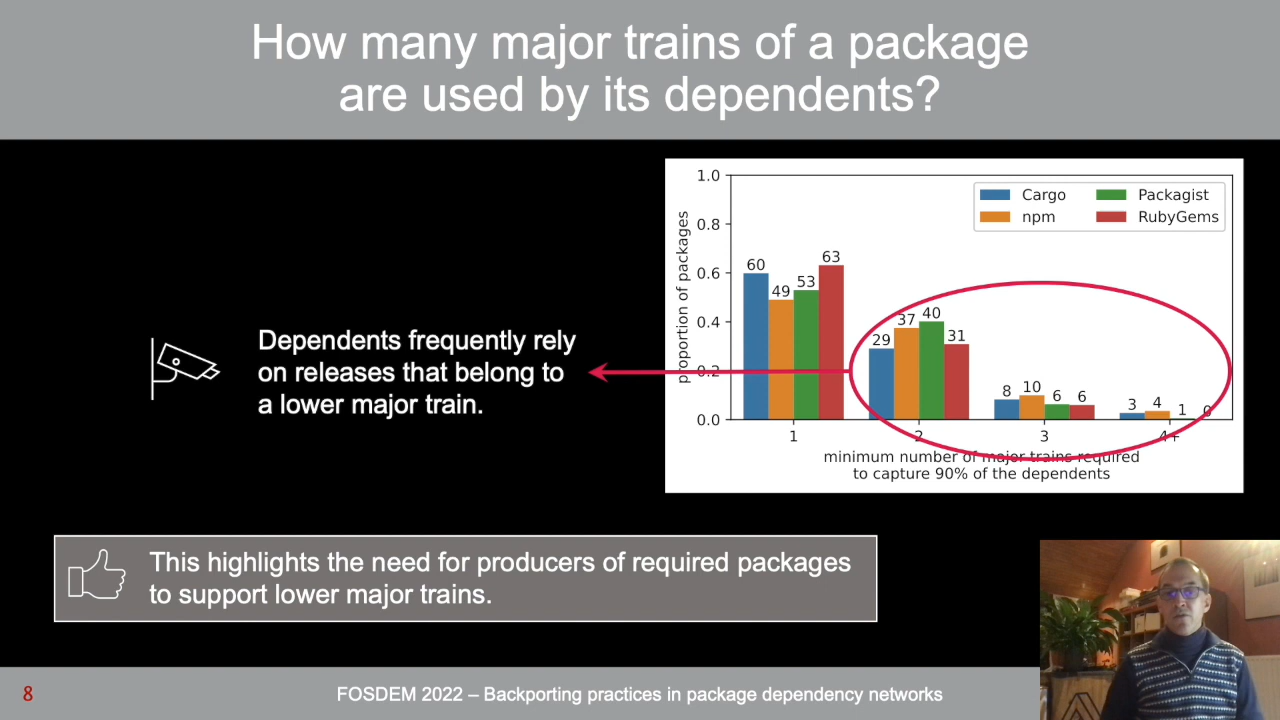 How many major trains of a package
are used by its dependents?
Dependents frequently rely
on releases that belong to
a lower major train.
proportion of packages
1.0
0.8
0.6
0.4
0.2
0.0
Cargo
npm
Packagist
RubyGems
60
49
53
63
29
37
40
31
8
10
6
6
3
4
1
0
1
2
3
4+
minimum number of major trains required
to capture 90% of the dependents
This highlights the need for producers of required packages
to support lower major trains.
8
FOSDEM 2022 – Backporting practices in package dependency networks